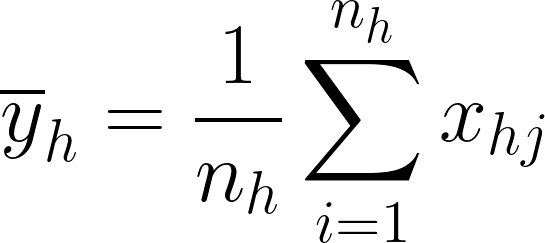 $\overline{y}_h = \frac{1}{n_h} \sum_{i=1}^{n_h} x_{hj}$